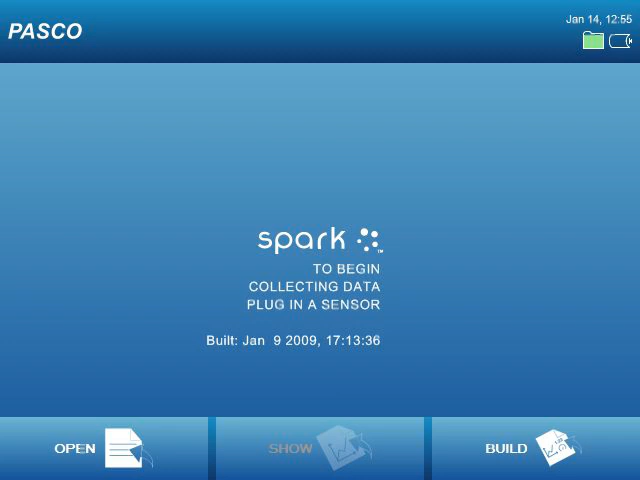 PASCO
Jan 14, 12:55
spark
TM
TO BEGIN
COLLECTING DATA
PLUG IN A SENSOR
Built: Jan  9 2009, 17:13:36
OPEN
SHOW
BUILD